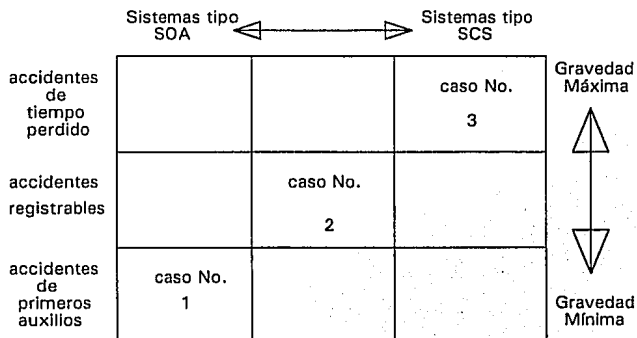 Sistemas tipo
SOA
Sistemas tipo
SCS
accidentes
de
tiempo
perdido
caso No.
3
Gravedad
Máxima
accidentes
registrables
caso No.
2
accidentes
de
primeros
auxilios
caso No.
1
Gravedad
Mínima